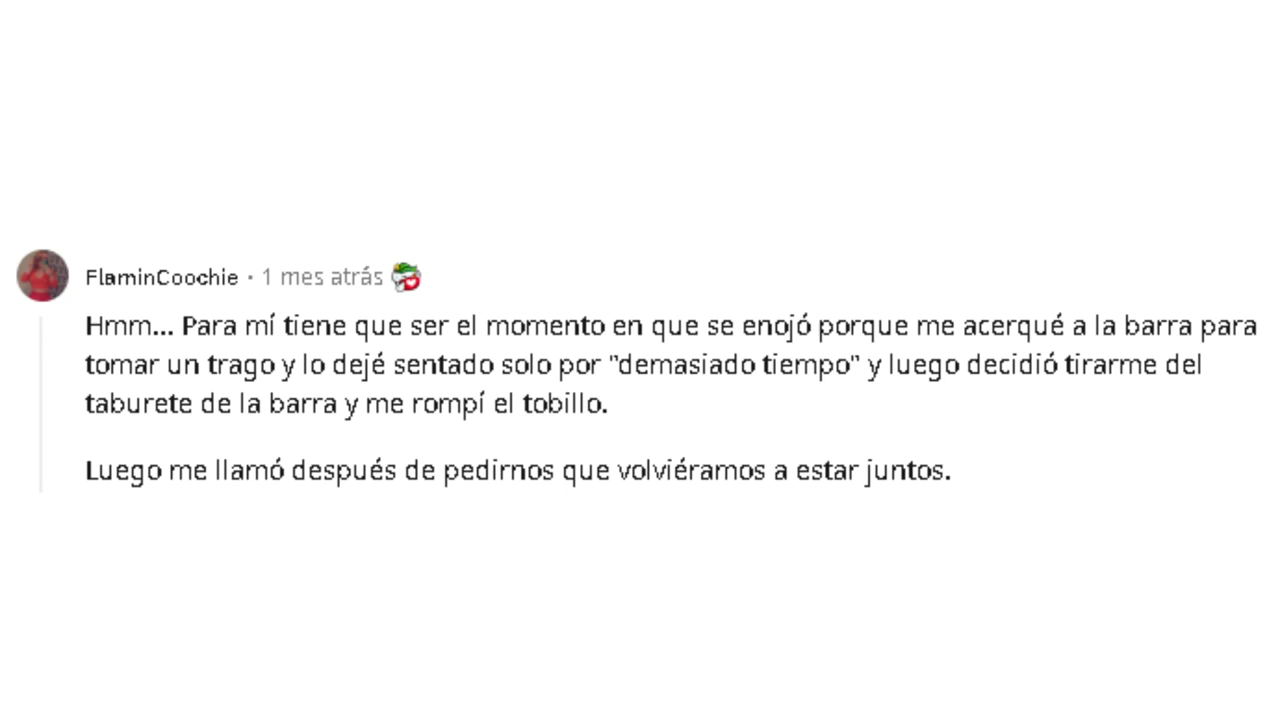 FlaminCoochie · 1 mes atrás
Hmm... Para mí tiene que ser el momento en que se enojó porque me acerqué a la barra para
tomar un trago y lo dejé sentado solo por "demasiado tiempo" y luego decidió tirarme del
taburete de la barra y me rompí el tobillo.
Luego me llamó después de pedirnos que volviéramos a estar juntos.